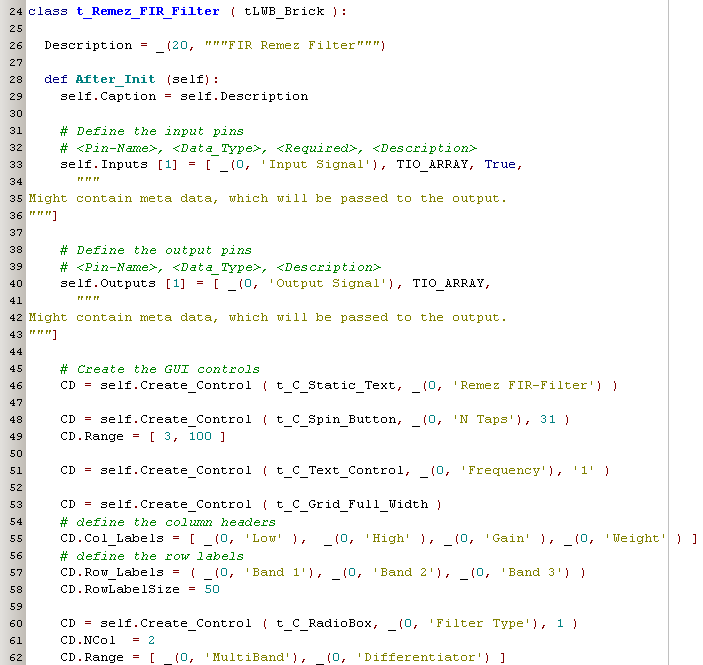 24 class t_Remez_FIR_Filter ( tLWB_Brick ):
25
26   Description = _(20, """FIR Remez Filter""")
27
28   def After_Init (self):
29     self.Caption = self.Description
30
31     # Define the input pins
32     # <Pin-Name>, <Data_Type>, <Required>, <Description>
33     self.Inputs [1] = [ _(0, 'Input Signal'), TIO_ARRAY, True,
34       """
35 Might contain meta data, which will be passed to the output.
36 """]
37
38     # Define the output pins
39     # <Pin-Name>, <Data_Type>, <Description>
40     self.Outputs [1] = [ _(0, 'Output Signal'), TIO_ARRAY,
41       """
42 Might contain meta data, which will be passed to the output.
43 """]
44
45     # Create the GUI controls
46     CD = self.Create_Control ( t_C_Static_Text, _(0, 'Remez FIR-Filter') )
47
48     CD = self.Create_Control ( t_C_Spin_Button, _(0, 'N Taps'), 31 )
49     CD.Range = [ 3, 100 ]
50
51     CD = self.Create_Control ( t_C_Text_Control, _(0, 'Frequency'), '1' )
52
53     CD = self.Create_Control ( t_C_Grid_Full_Width )
54     # define the column headers
55     CD.Col_Labels = [ _(0, 'Low' ),  _(0, 'High' ), _(0, 'Gain' ), _(0, 'Weight' ) ]
56     # define the row labels
57     CD.Row_Labels = ( _(0, 'Band 1'), _(0, 'Band 2'), _(0, 'Band 3') )
58     CD.RowLabelSize = 50
59
60     CD = self.Create_Control ( t_C_RadioBox, _(0, 'Filter Type'), 1 )
61     CD.NCol  = 2
62     CD.Range = [ _(0, 'MultiBand'), _(0, 'Differentiator') ]